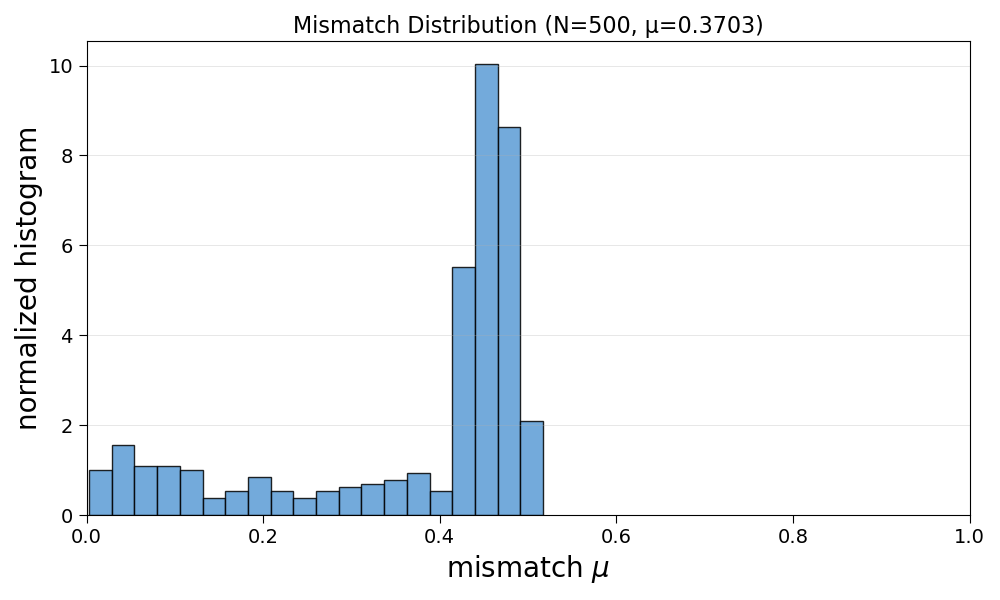 Mismatch Distribution (N=500, μ=0.3703)
normalized histogram
10
8
6
4
2
0
0.0 0.2 0.4 0.6 0.8 1.0
mismatch μ